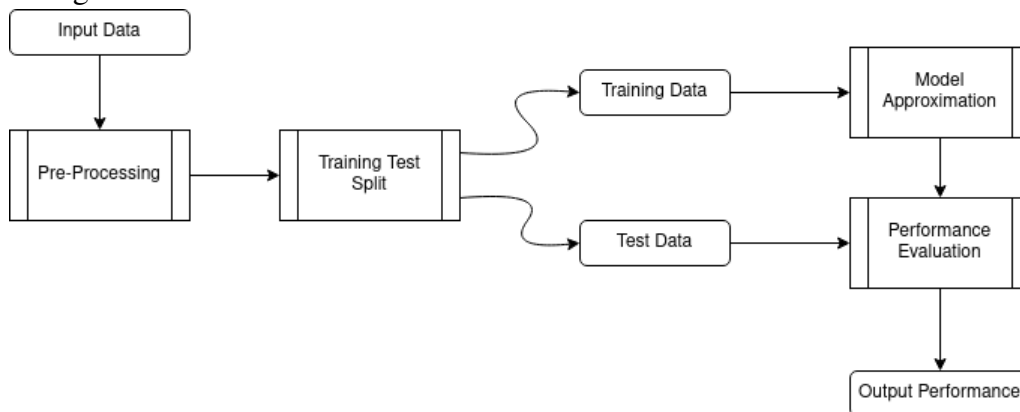 Input Data
Pre-Processing
Training Test
Split
Training Data
Test Data
Model
Approximation
Performance
Evaluation
Output Performance